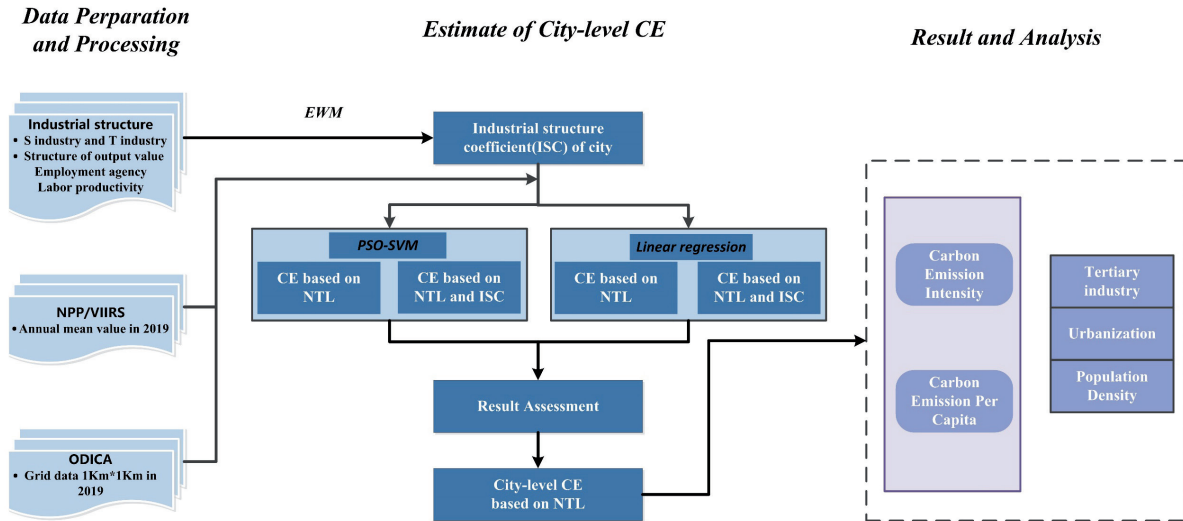 Data Perparation
and Processing
Estimate of City-level CE
Result and Analysis
Industrial structure
• S industry and T industry
• Structure of output value
Employment agency
Labor productivity
EWM
Industrial structure
coefficient(ISC) of city
PSO-SVM
CE based on
NTL
CE based on
NTL and ISC
Linear regression
CE based on
NTL
CE based on
NTL and ISC
NPP/VIIRS
• Annual mean value in 2019
ODICA
• Grid data 1Km*1Km in
2019
Result Assessment
City-level CE
based on NTL
Carbon
Emission
Intensity
Carbon
Emission Per
Capita
Tertiary
industry
Urbanization
Population
Density